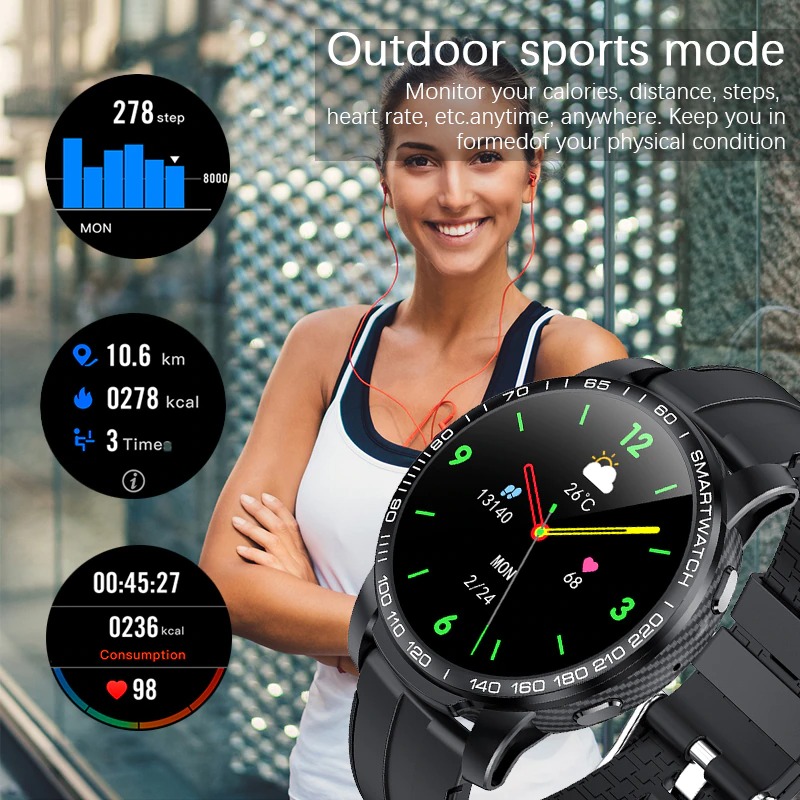 Outdoor sports mode
Monitor your calories, distance, steps,
heart rate, etc.anytime, anywhere. Keep you in
formedof your physical condition
278 step
8000
MON
10.6 km
0278 kcal
3 Times
i
00:45:27
0236 kcal
Consumption
98
60
65
70
80
90
100
110
120
140
160
180
210
220
SMARTWATCH
12
9
26°C
13140
MON
2/24
68
3
6